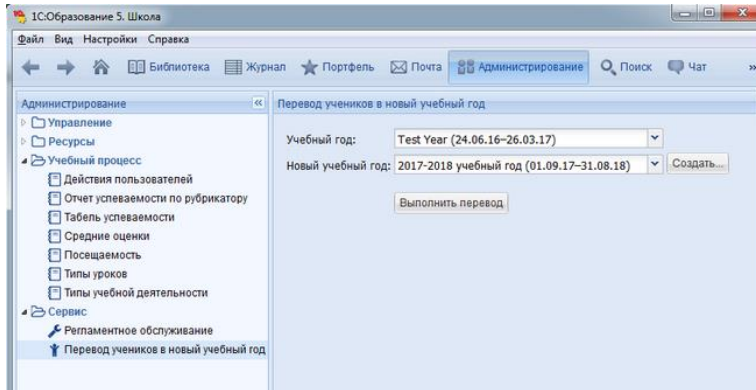 1С:Образование 5. Школа
Файл Вид Настройки Справка
Библиотека Журнал Портфель Почта Администрирование Поиск Чат »
Администрирование «
Управление
Ресурсы
Учебный процесс
Действия пользователей
Отчет успеваемости по рубрикатору
Табель успеваемости
Средние оценки
Посещаемость
Типы уроков
Типы учебной деятельности
Сервис
Регламентное обслуживание
Перевод учеников в новый учебный год
Перевод учеников в новый учебный год
Учебный год: Test Year (24.06.16–26.03.17)
Новый учебный год: 2017-2018 учебный год (01.09.17–31.08.18) Создать...
Выполнить перевод